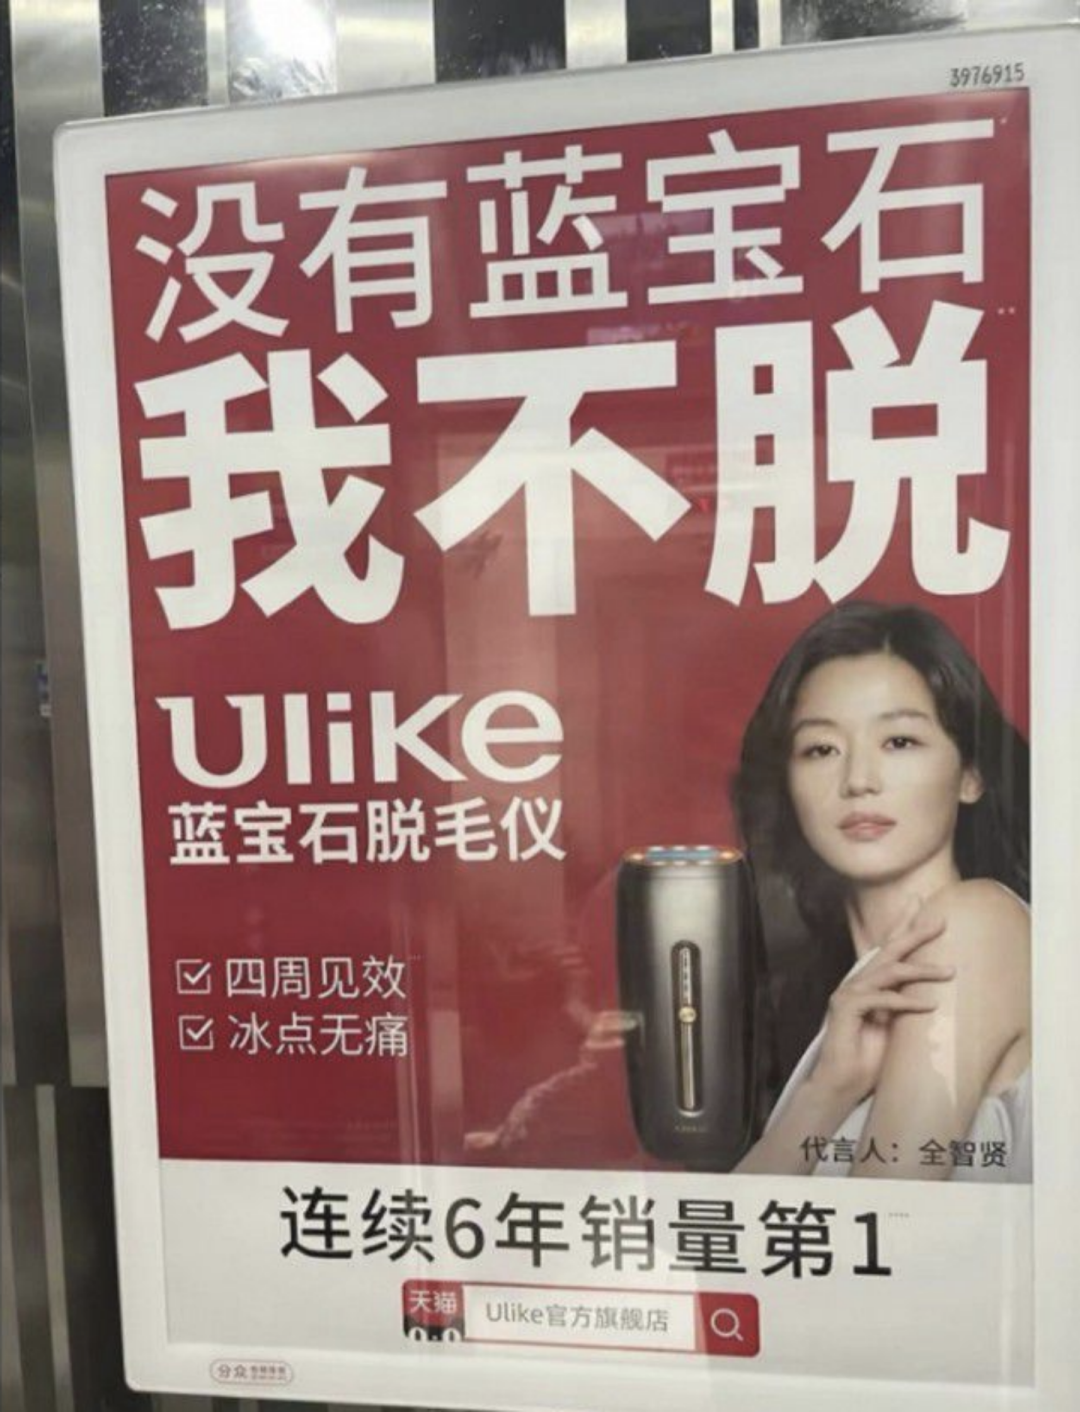 3976915
没有蓝宝石
我不脱
Ulike
蓝宝石脱毛仪
四周见效
冰点无痛
代言人：全智贤
连续6年销量第1
天猫
Ulike官方旗舰店
分众